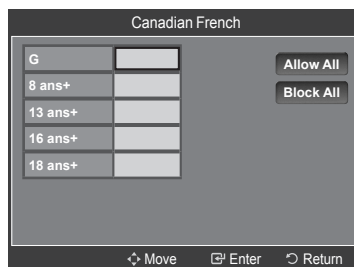 Canadian French
G
8 ans+
13 ans+
16 ans+
18 ans+
Allow All
Block All
Move Enter Return